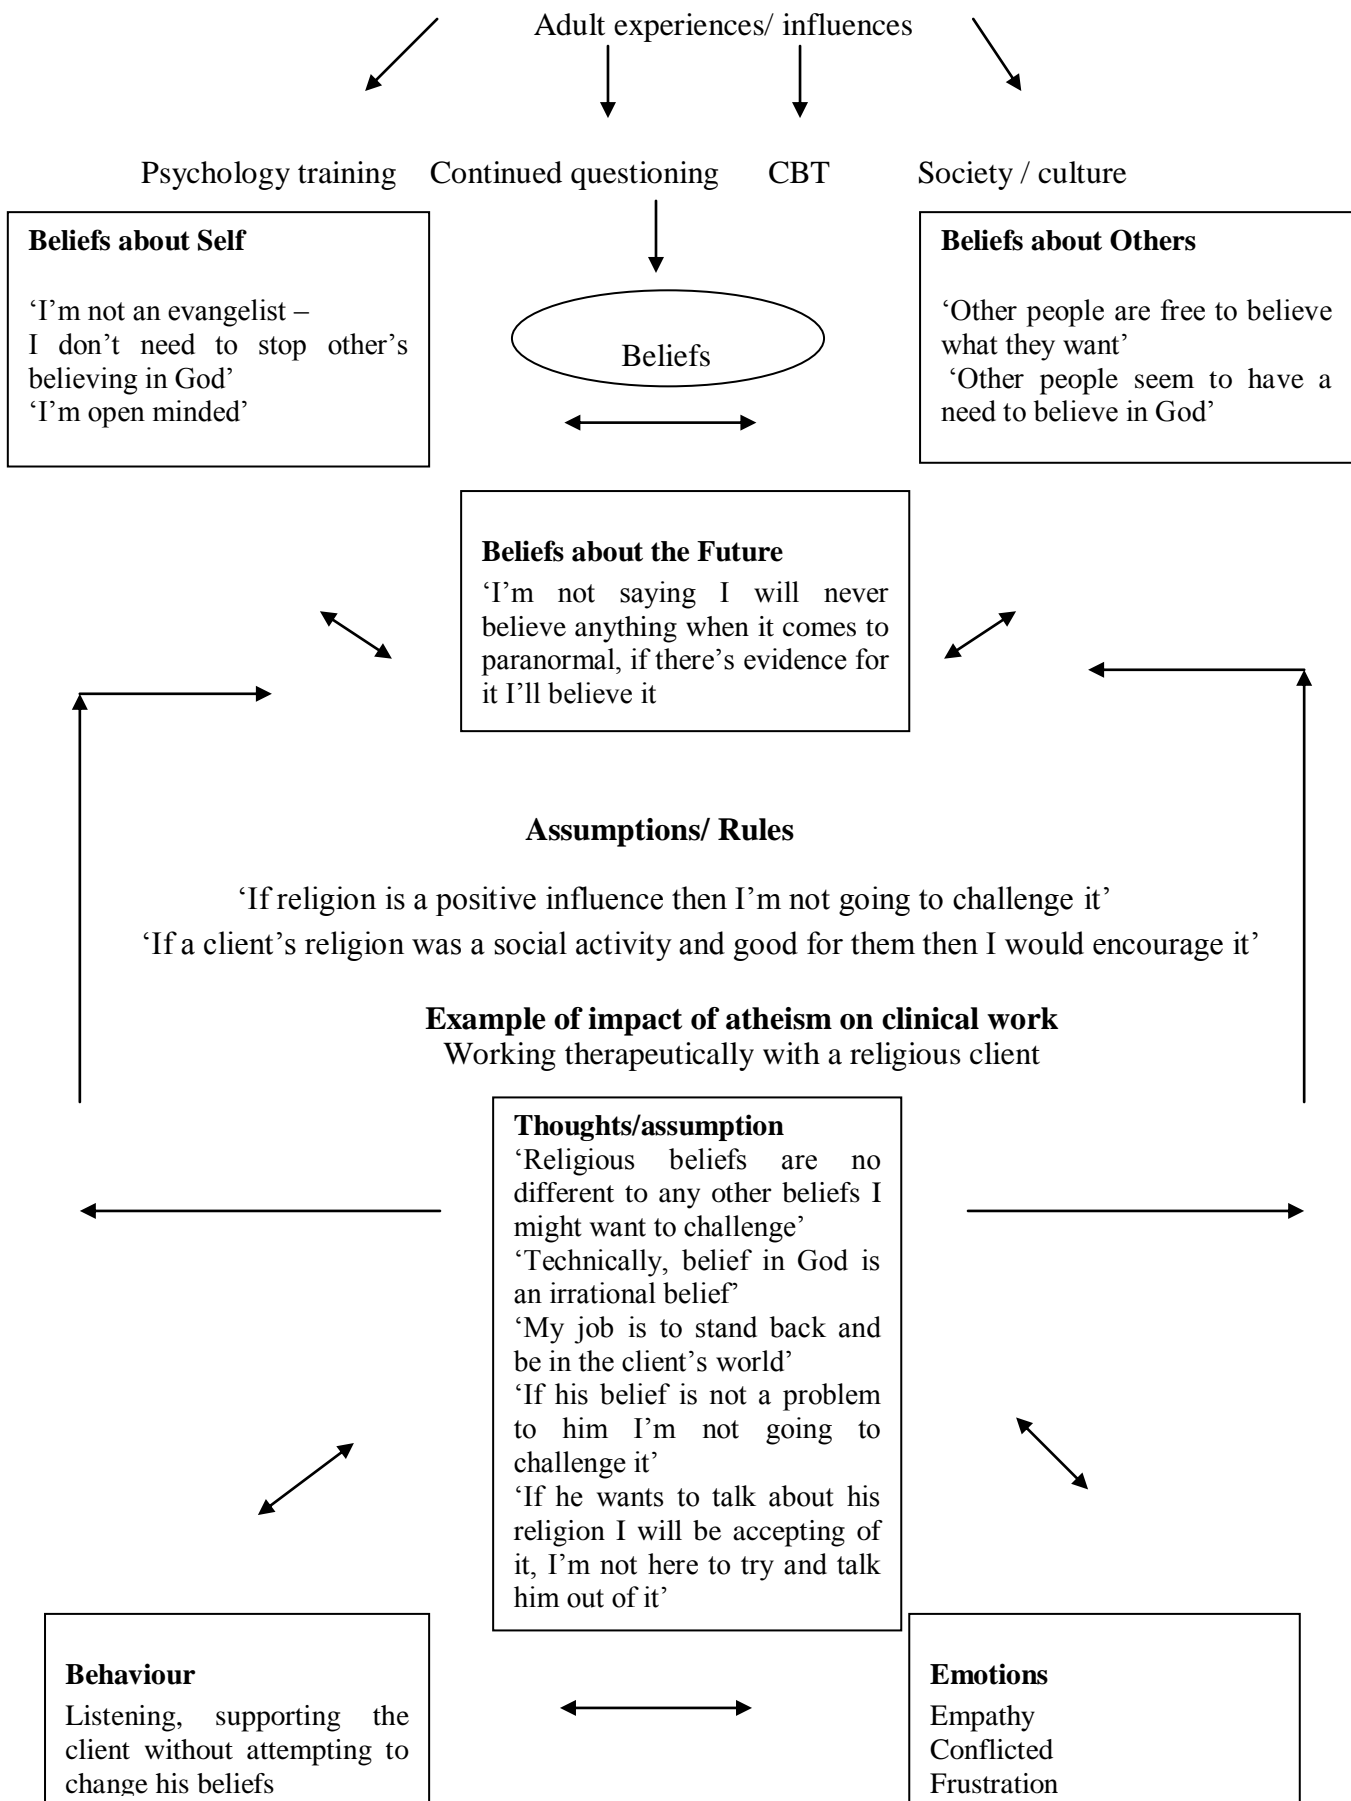 Adult experiences/ influences
Psychology training Continued questioning CBT Society / culture
Beliefs about Self
‘I’m not an evangelist –
I don’t need to stop other’s
believing in God’
‘I’m open minded’
Beliefs
Beliefs about Others
‘Other people are free to believe
what they want’
‘Other people seem to have a
need to believe in God’
Beliefs about the Future
‘I’m not saying I will never
believe anything when it comes to
paranormal, if there’s evidence for
it I’ll believe it
Assumptions/ Rules
‘If religion is a positive influence then I’m not going to challenge it’
‘If a client’s religion was a social activity and good for them then I would encourage it’
Example of impact of atheism on clinical work
Working therapeutically with a religious client
Thoughts/assumption
‘Religious beliefs are no
different to any other beliefs I
might want to challenge’
‘Technically, belief in God is
an irrational belief’
‘My job is to stand back and
be in the client’s world’
‘If his belief is not a problem
to him I’m not going to
challenge it’
‘If he wants to talk about his
religion I will be accepting of
it, I’m not here to try and talk
him out of it’
Behaviour
Listening, supporting the
client without attempting to
change his beliefs
Emotions
Empathy
Conflicted
Frustration